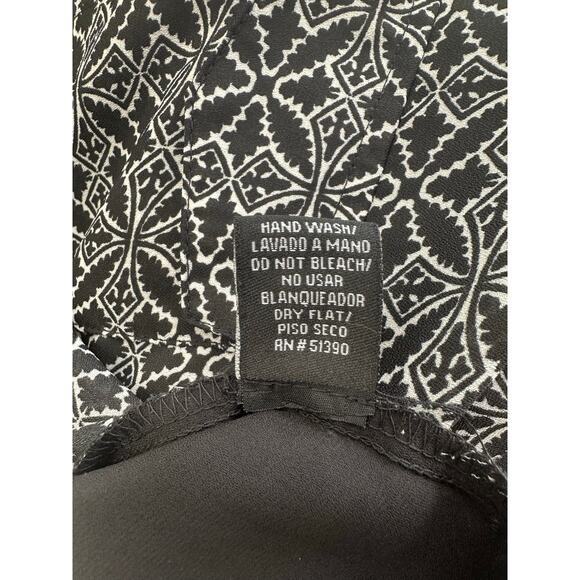 HAND WASH/
LAVADO A MANO
DO NOT BLEACH/
NO USAR
BLANQUEADOR
DRY FLAT/
PISO SECO
RN # 51390